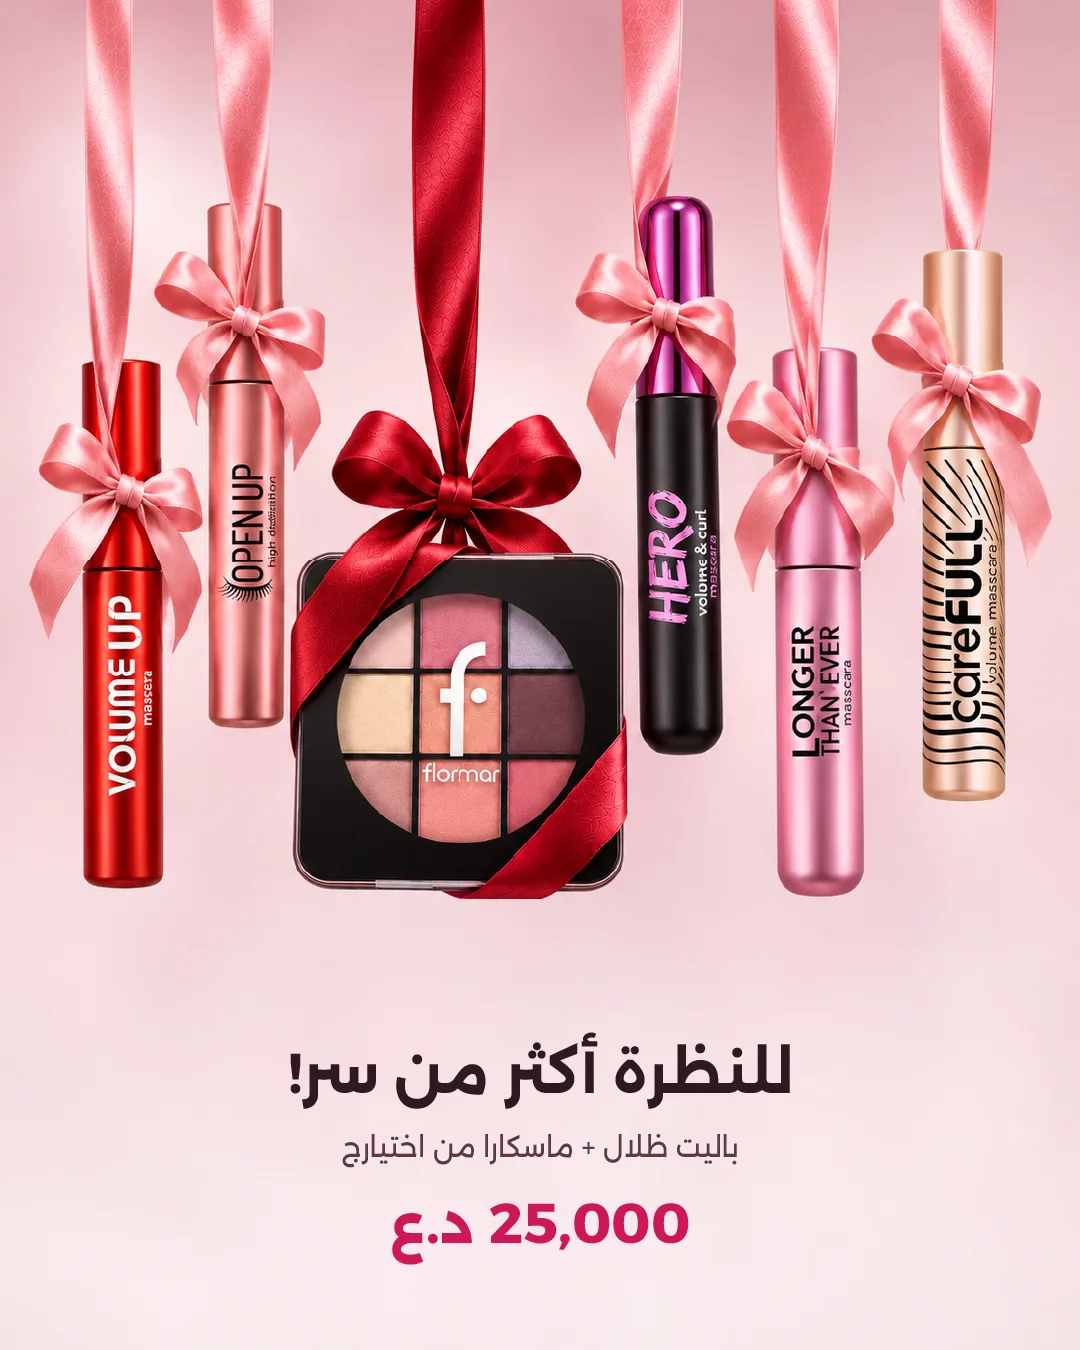 VOLUME UP
mascara
OPEN UP
high definition
f
flormar
HERO
volume & curl
mascara
LONGER
THAN EVER
masscara
careFULL
volume miasscara
للنظرة أكثر من سر!
باليت ظلال + ماسكارا من اختيارج
25,000 د.ع